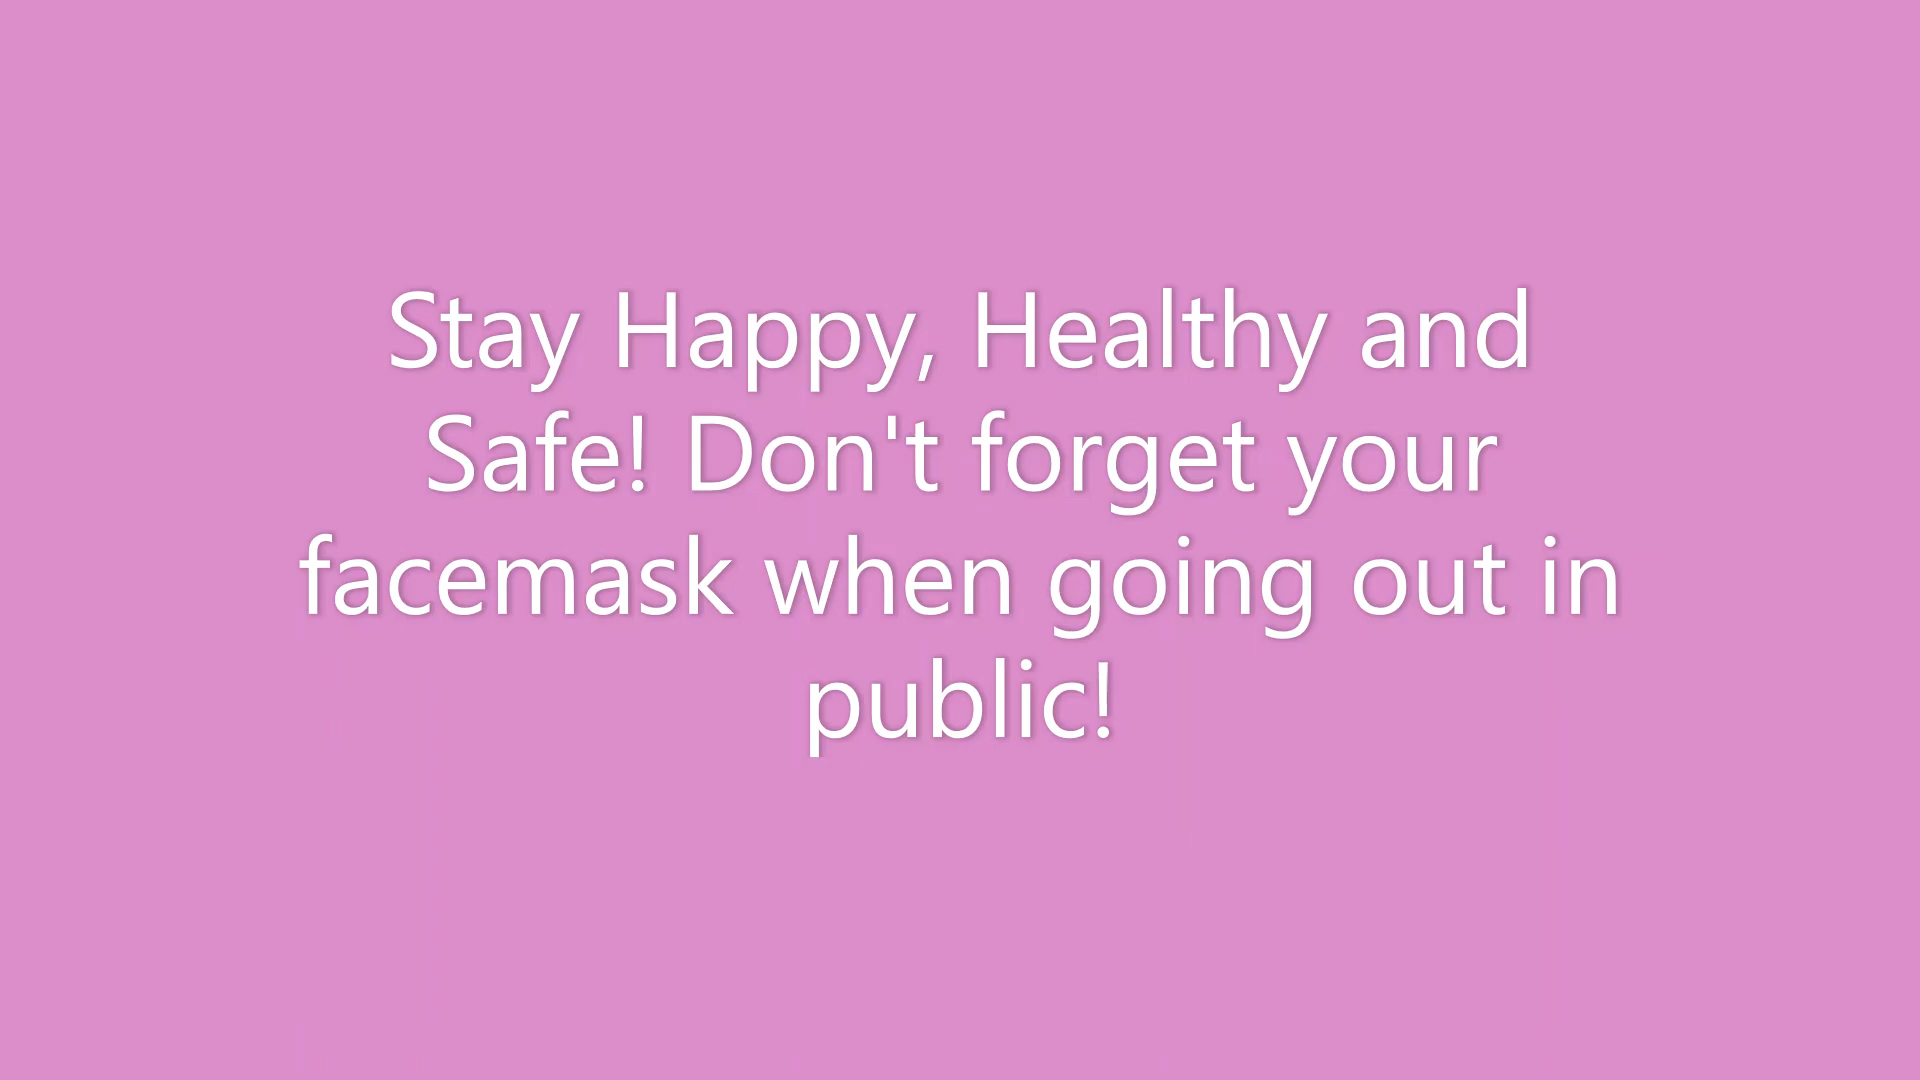 Stay Happy, Healthy and
Safe! Don't forget your
facemask when going out in
public!